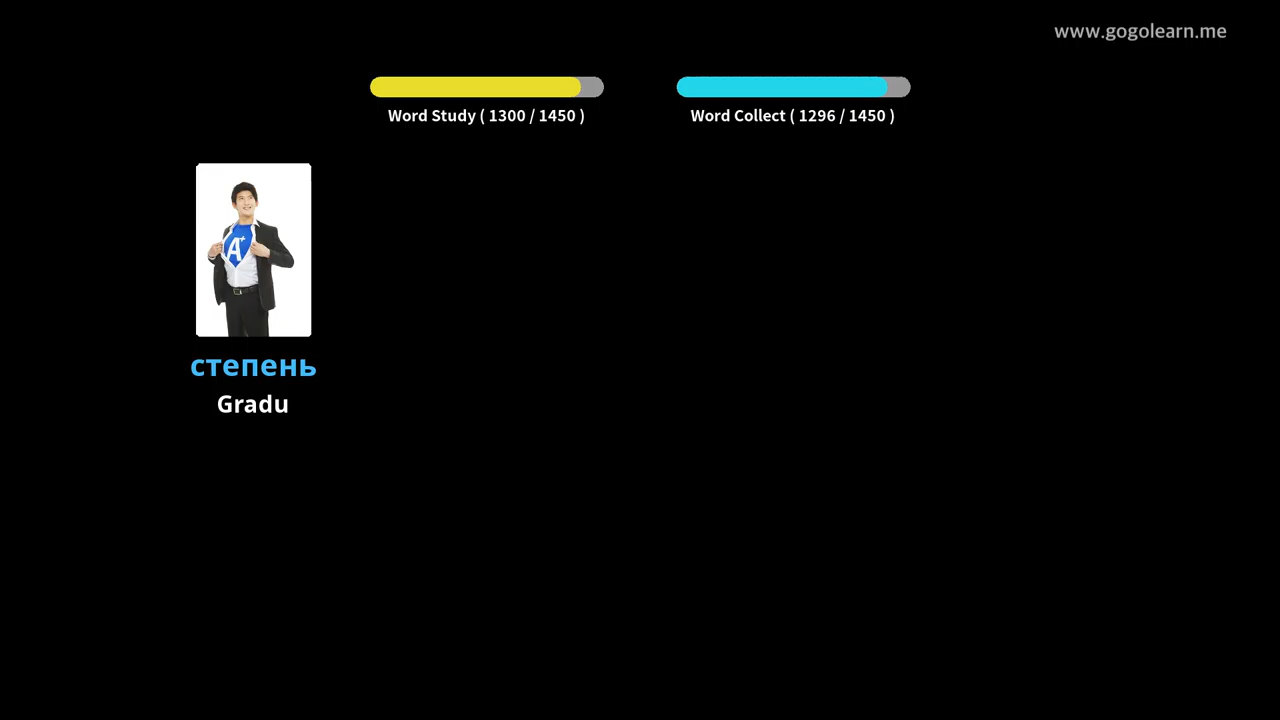 www.gogolearn.me
Word Study ( 1300 / 1450 )
Word Collect ( 1296 / 1450 )
A+
степень
Gradu